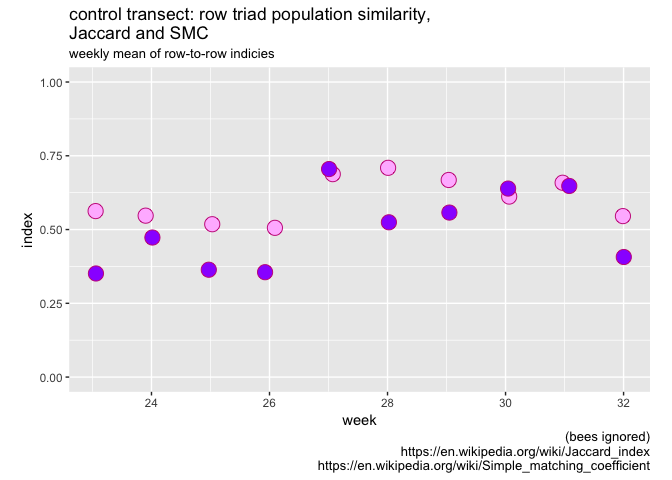 control transect: row triad population similarity,
Jaccard and SMC
weekly mean of row-to-row indicies
1.00
0.75
0.50
0.25
0.00
index
24
26
28
30
32
week
(bees ignored)
https://en.wikipedia.org/wiki/Jaccard_index
https://en.wikipedia.org/wiki/Simple_matching_coefficient